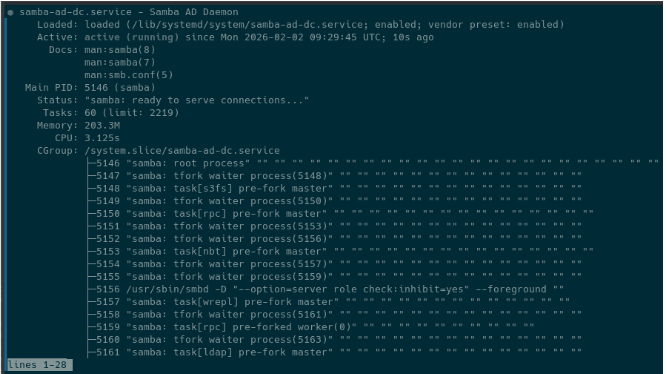 ● samba-ad-dc.service - Samba AD Daemon
Loaded: loaded (/lib/systemd/system/samba-ad-dc.service; enabled; vendor preset: enabled)
Active: active (running) since Mon 2026-02-02 09:29:45 UTC; 10s ago
Docs: man:samba(8)
man:samba(7)
man:smb.conf(5)
Main PID: 5146 (samba)
Status: "samba: ready to serve connections..."
Tasks: 60 (limit: 2219)
Memory: 203.3M
CPU: 3.125s
CGroup: /system.slice/samba-ad-dc.service
├─5146 "samba: root process" "" "" "" "" "" "" "" "" "" "" "" "" "" "" "" "" "" "" "" "" "" "" ""
├─5147 "samba: tfork waiter process(5148)" "" "" "" "" "" "" "" "" "" "" "" "" "" ""
├─5148 "samba: task[s3fs] pre-fork master" "" "" "" "" "" "" "" "" "" "" "" "" "" ""
├─5149 "samba: tfork waiter process(5150)" "" "" "" "" "" "" "" "" "" "" "" "" "" ""
├─5150 "samba: task[rpc] pre-fork master" "" "" "" "" "" "" "" "" "" "" "" "" "" "" ""
├─5151 "samba: tfork waiter process(5153)" "" "" "" "" "" "" "" "" "" "" "" "" "" ""
├─5152 "samba: tfork waiter process(5156)" "" "" "" "" "" "" "" "" "" "" "" "" "" ""
├─5153 "samba: task[nbt] pre-fork master" "" "" "" "" "" "" "" "" "" "" "" "" "" "" ""
├─5154 "samba: tfork waiter process(5157)" "" "" "" "" "" "" "" "" "" "" "" "" "" ""
├─5155 "samba: tfork waiter process(5159)" "" "" "" "" "" "" "" "" "" "" "" "" "" ""
├─5156 /usr/sbin/smbd -D "--option=server role check:inhibit=yes" --foreground ""
├─5157 "samba: task[wrepl] pre-fork master" "" "" "" "" "" "" "" "" "" "" "" "" ""
├─5158 "samba: tfork waiter process(5161)" "" "" "" "" "" "" "" "" "" "" "" "" "" ""
├─5159 "samba: task[rpc] pre-forked worker(0)" "" "" "" "" "" "" "" "" "" ""
├─5160 "samba: tfork waiter process(5163)" "" "" "" "" "" "" "" "" "" "" "" "" "" ""
├─5161 "samba: task[ldap] pre-fork master" "" "" "" "" "" "" "" "" "" "" "" "" "" ""
lines 1-28